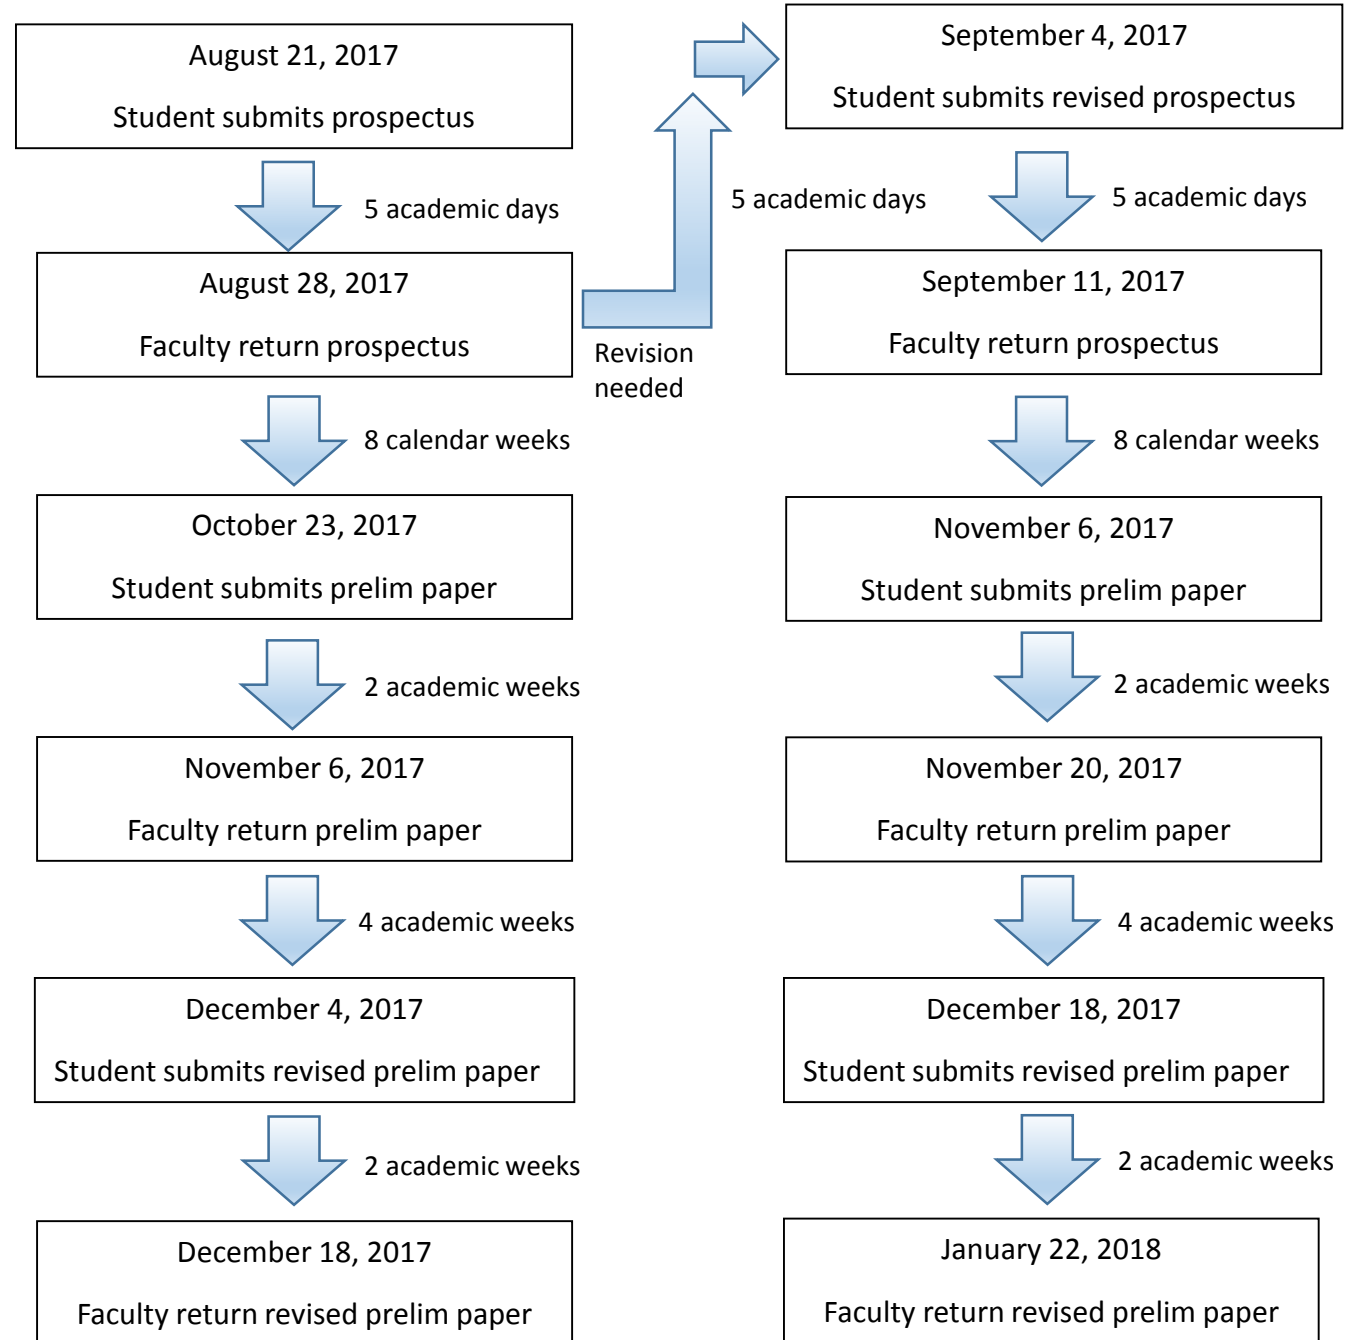 August 21, 2017
Student submits prospectus
5 academic days
August 28, 2017
Faculty return prospectus
Revision
needed
5 academic days
8 calendar weeks
October 23, 2017
Student submits prelim paper
2 academic weeks
November 6, 2017
Faculty return prelim paper
4 academic weeks
December 4, 2017
Student submits revised prelim paper
2 academic weeks
December 18, 2017
Faculty return revised prelim paper
September 4, 2017
Student submits revised prospectus
5 academic days
September 11, 2017
Faculty return prospectus
8 calendar weeks
November 6, 2017
Student submits prelim paper
2 academic weeks
November 20, 2017
Faculty return prelim paper
4 academic weeks
December 18, 2017
Student submits revised prelim paper
2 academic weeks
January 22, 2018
Faculty return revised prelim paper